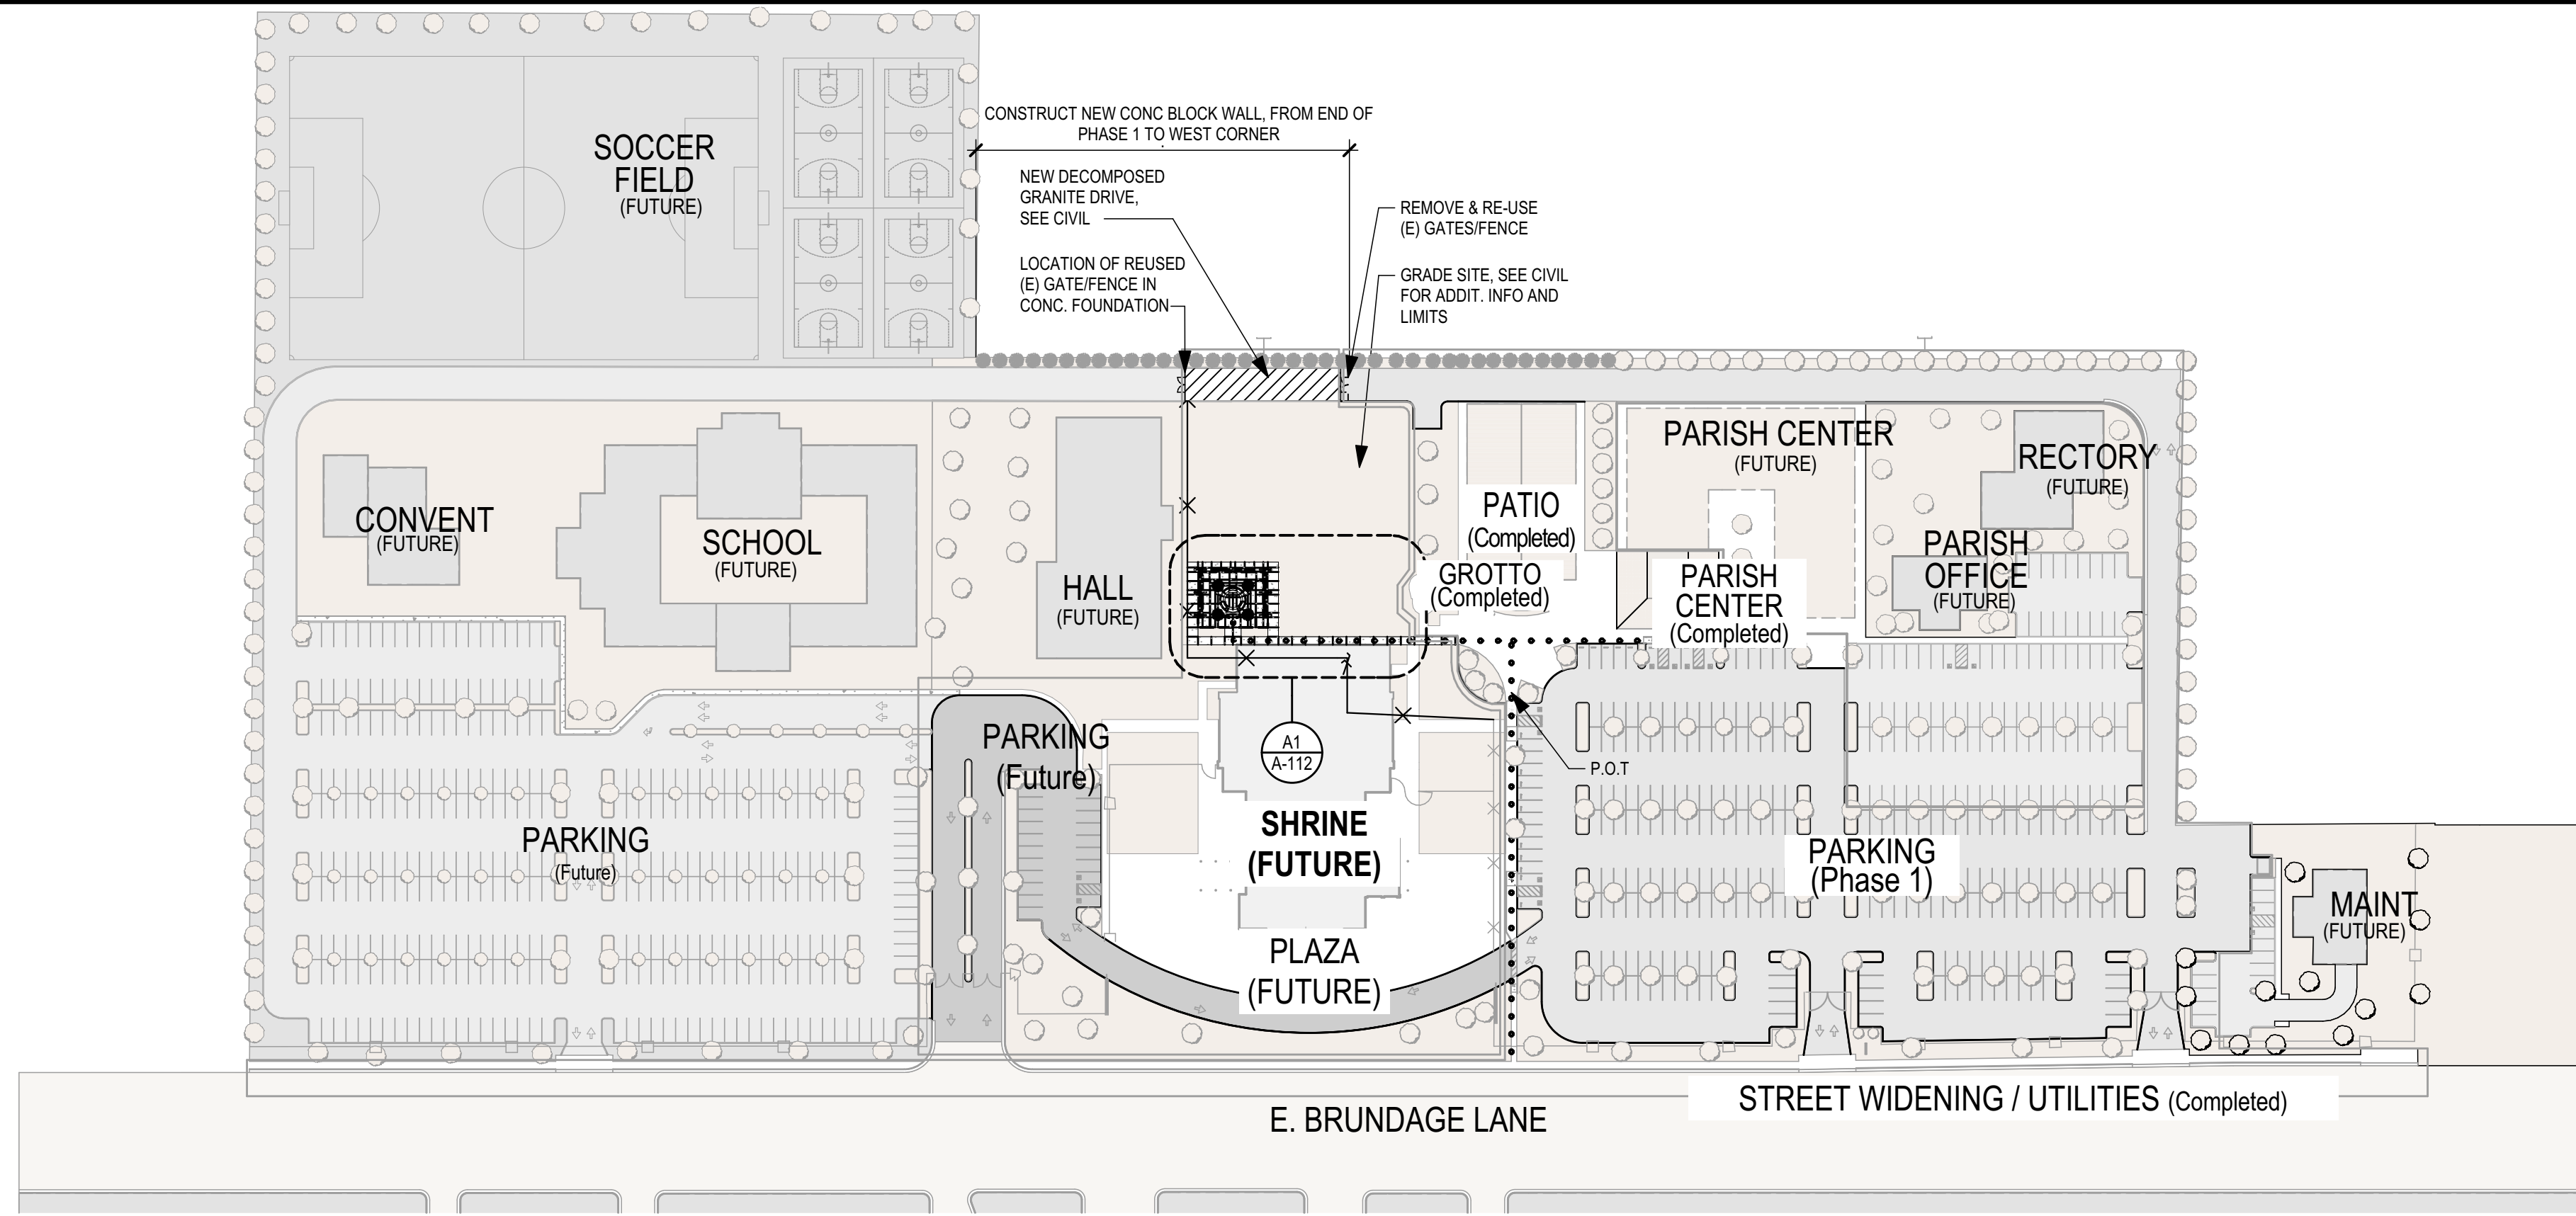 CONSTRUCT NEW CONC BLOCK WALL, FROM END OF
PHASE 1 TO WEST CORNER
SOCCER
FIELD
(FUTURE)
NEW DECOMPOSED
GRANITE DRIVE,
SEE CIVIL
LOCATION OF REUSED
(E) GATE/FENCE IN
CONC. FOUNDATION
REMOVE & RE-USE
(E) GATES/FENCE
GRADE SITE, SEE CIVIL
FOR ADDIT. INFO AND
LIMITS
CONVENT
(FUTURE)
SCHOOL
(FUTURE)
HALL
(FUTURE)
PATIO
(Completed)
GROTTO
(Completed)
PARISH CENTER
(FUTURE)
PARISH
CENTER
(Completed)
RECTORY
(FUTURE)
PARISH
OFFICE
(FUTURE)
PARKING
(Future)
PARKING
(Future)
A1
A-112
P.O.T
SHRINE
(FUTURE)
PLAZA
(FUTURE)
PARKING
(Phase 1)
MAINT
(FUTURE)
STREET WIDENING / UTILITIES (Completed)
E. BRUNDAGE LANE